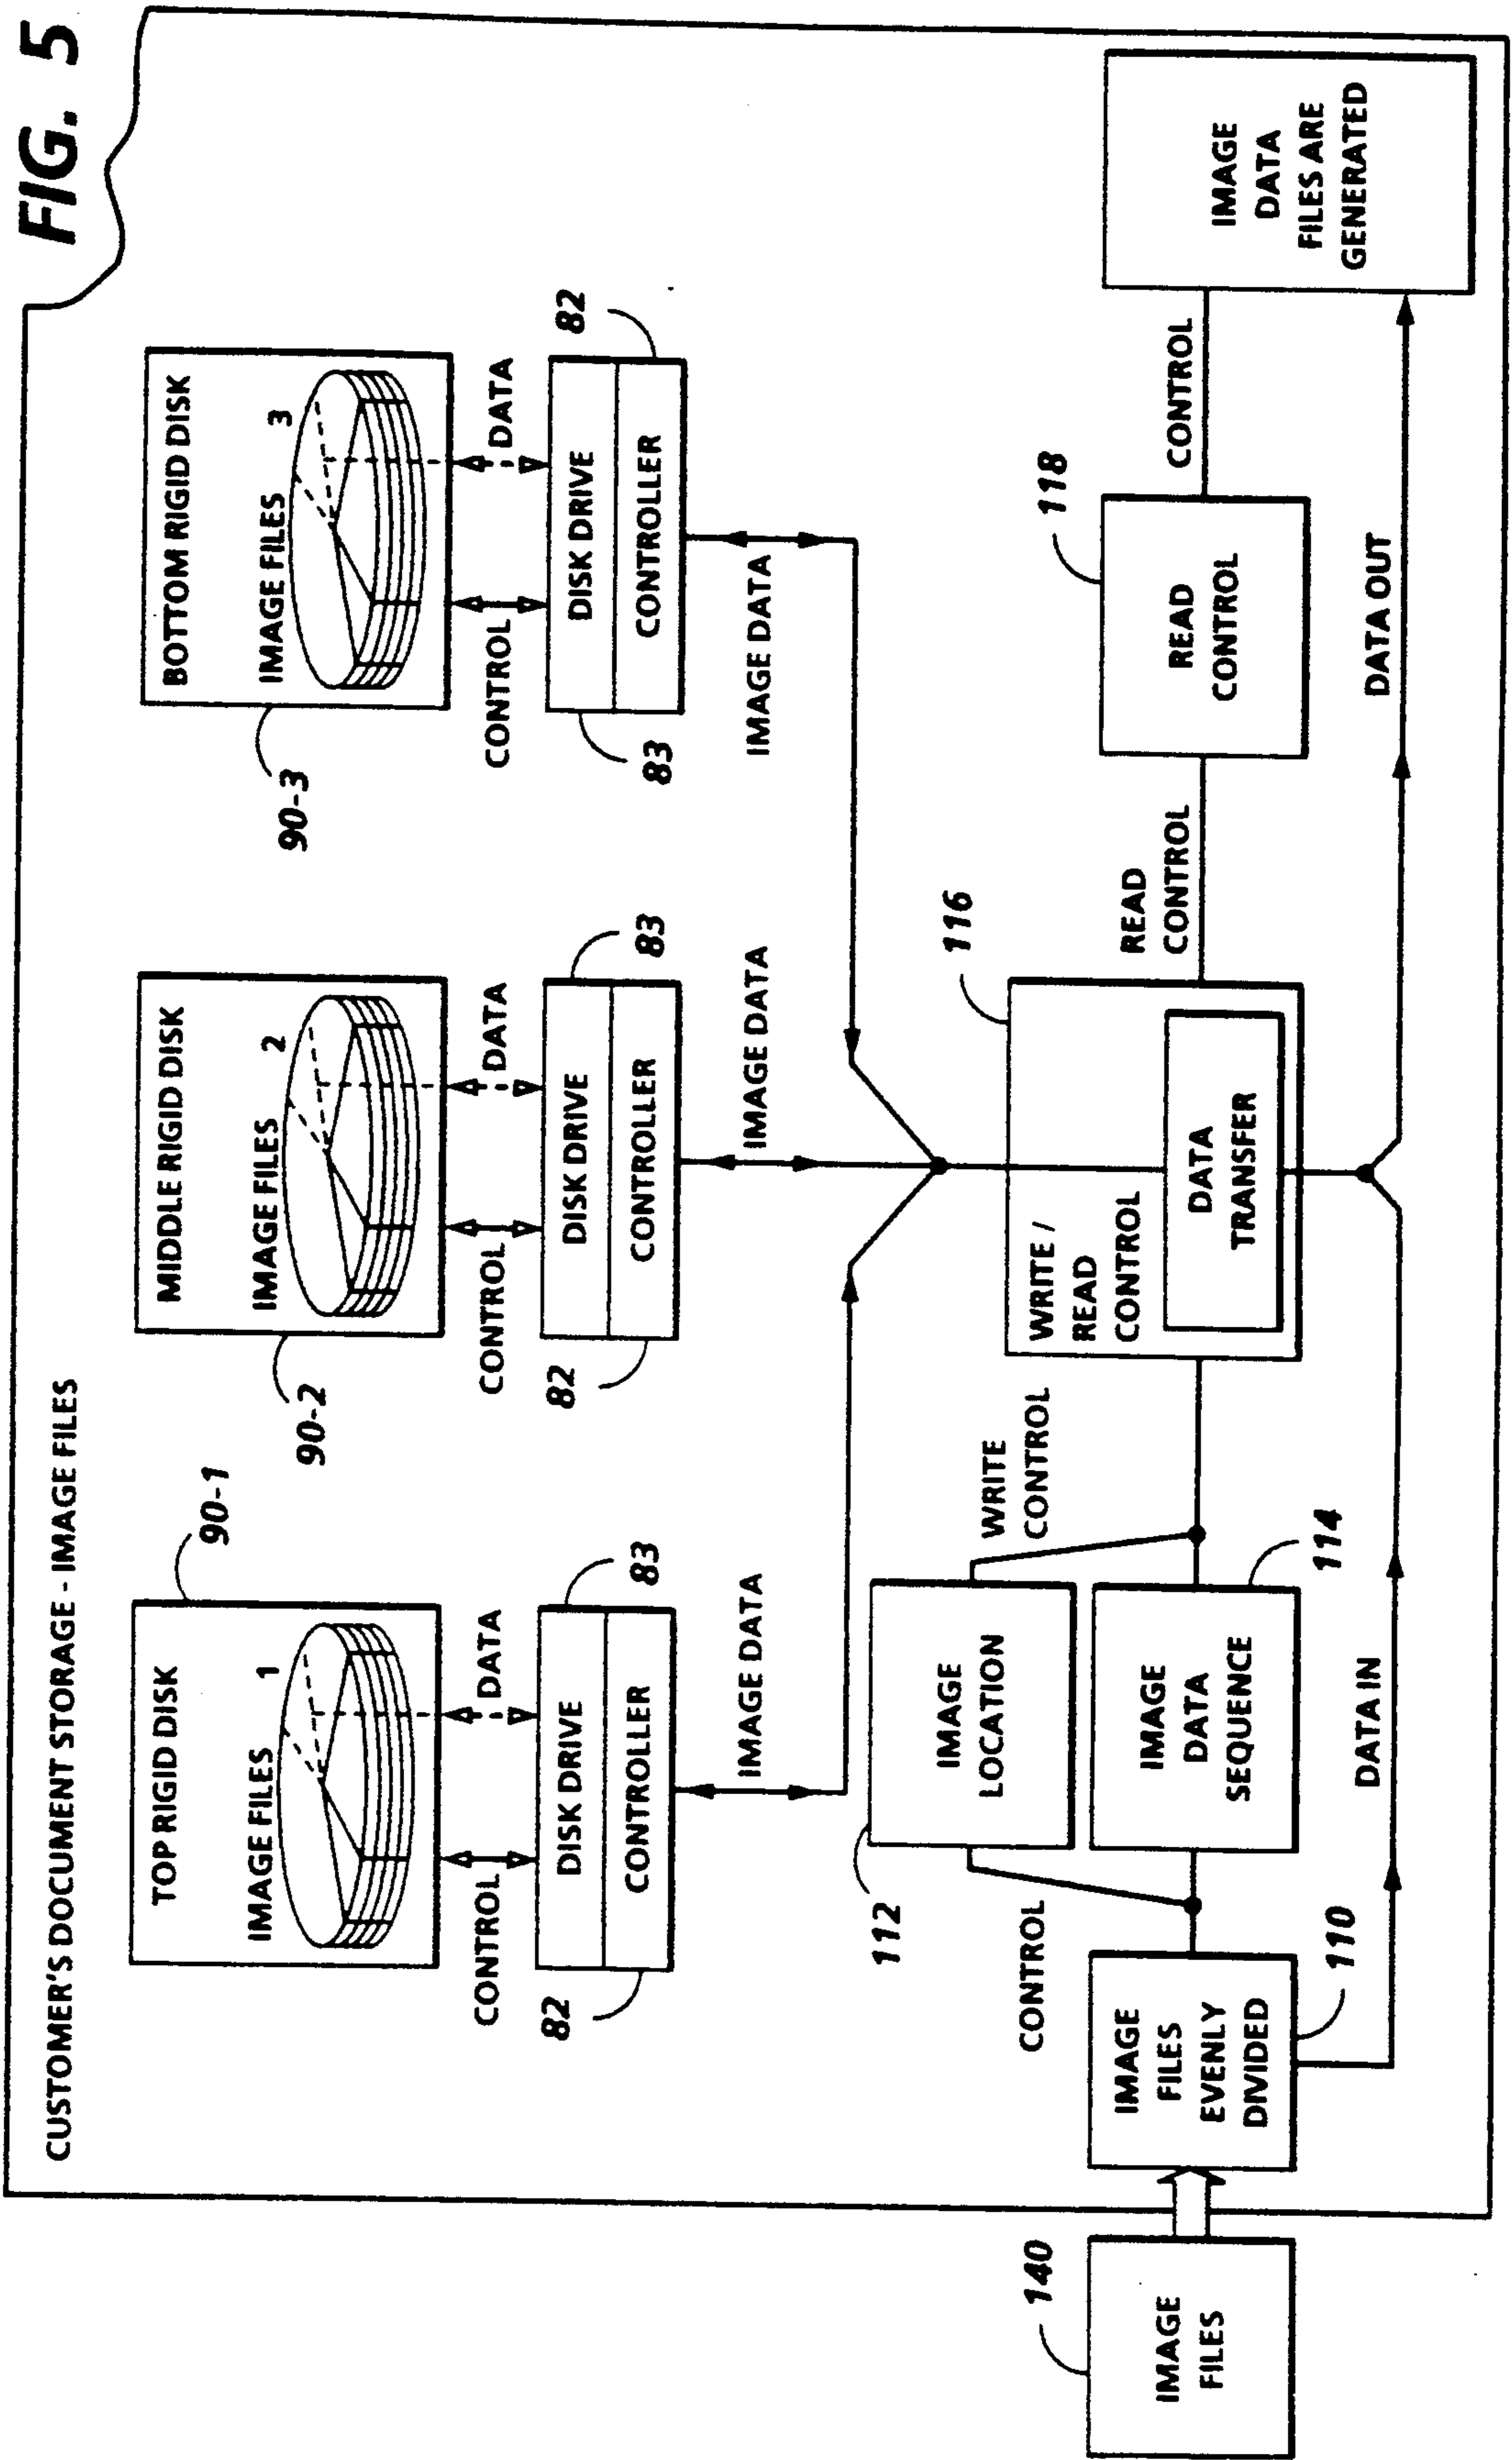 FIG. 5
CUSTOMER'S DOCUMENT STORAGE - IMAGE FILES
90-1
TOP RIGID DISK
IMAGE FILES
1
CONTROL
DATA
DISK DRIVE
CONTROLLER
82
83
IMAGE DATA
90-2
MIDDLE RIGID DISK
IMAGE FILES
2
CONTROL
DATA
DISK DRIVE
CONTROLLER
82
83
IMAGE DATA
90-3
BOTTOM RIGID DISK
IMAGE FILES
3
CONTROL
DATA
DISK DRIVE
CONTROLLER
83
82
IMAGE DATA
140
IMAGE
FILES
IMAGE
FILES
EVENLY
DIVIDED
110
CONTROL
112
IMAGE
LOCATION
IMAGE
DATA
SEQUENCE
114
WRITE
CONTROL
DATA IN
116
WRITE /
READ
CONTROL
DATA
TRANSFER
READ
CONTROL
118
READ
CONTROL
CONTROL
DATA OUT
IMAGE
DATA
FILES ARE
GENERATED